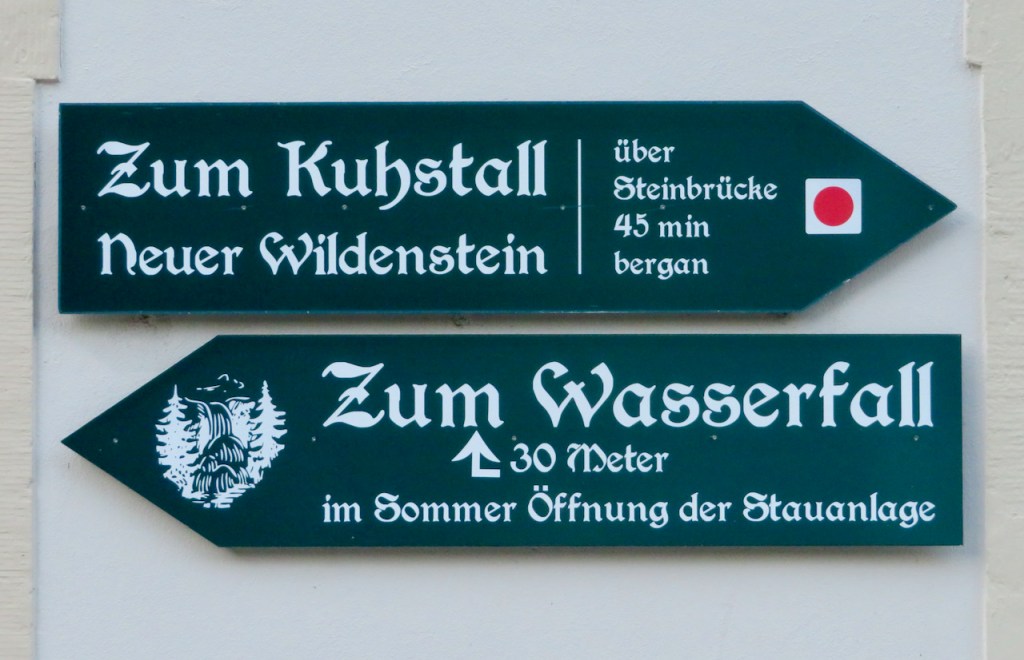 Zum Kuhstall
Neuer Wildenstein
über
Steinbrücke
45 min
bergan
Zum Wasserfall
30 Meter
im Sommer Öffnung der Stauanlage